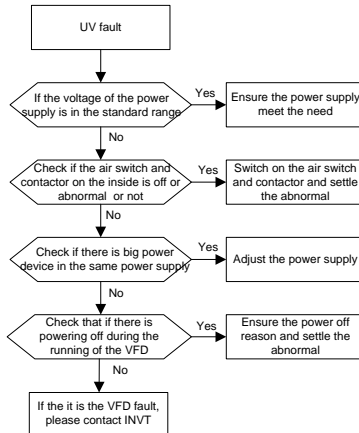 UV fault
If the voltage of the power
supply is in the standard range
Yes
Ensure the power supply
meet the need
No
Check if the air switch and
contactor on the inside is off or
abnormal or not
Yes
Switch on the air switch
and contactor and settle
the abnormal
No
Check if there is big power
device in the same power supply
Yes
Adjust the power supply
No
Check that if there is
powering off during the
running of the VFD
Yes
Ensure the power off
reason and settle the
abnormal
No
If the it is the VFD fault,
please contact INVT